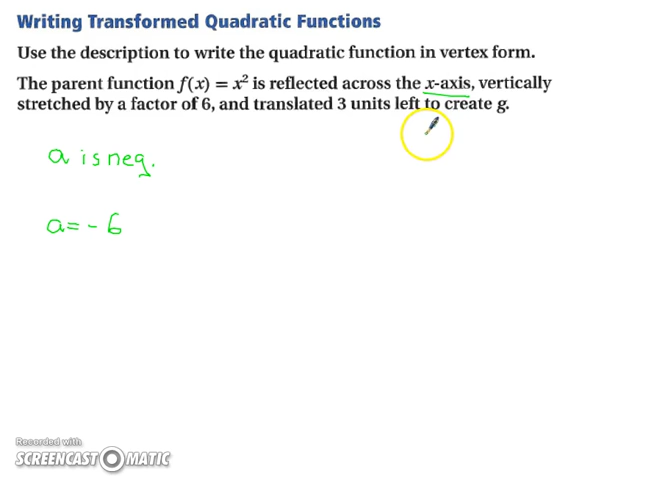 Writing Transformed Quadratic Functions
Use the description to write the quadratic function in vertex form.
The parent function f(x) = x² is reflected across the x-axis, vertically
stretched by a factor of 6, and translated 3 units left to create g.
a is neg.
a = - 6
Recorded with
SCREENCAST O MATIC